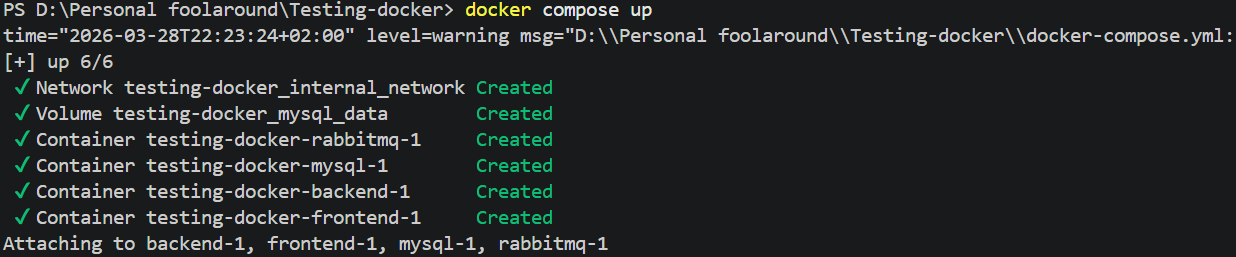 PS D:\Personal foolaround\Testing-docker> docker compose up
time="2026-03-28T22:23:24+02:00" level=warning msg="D:\\Personal foolaround\\Testing-docker\\docker-compose.yml:
[+] up 6/6
✓ Network testing-docker_internal_network Created
✓ Volume testing-docker_mysql_data Created
✓ Container testing-docker-rabbitmq-1 Created
✓ Container testing-docker-mysql-1 Created
✓ Container testing-docker-backend-1 Created
✓ Container testing-docker-frontend-1 Created
Attaching to backend-1, frontend-1, mysql-1, rabbitmq-1